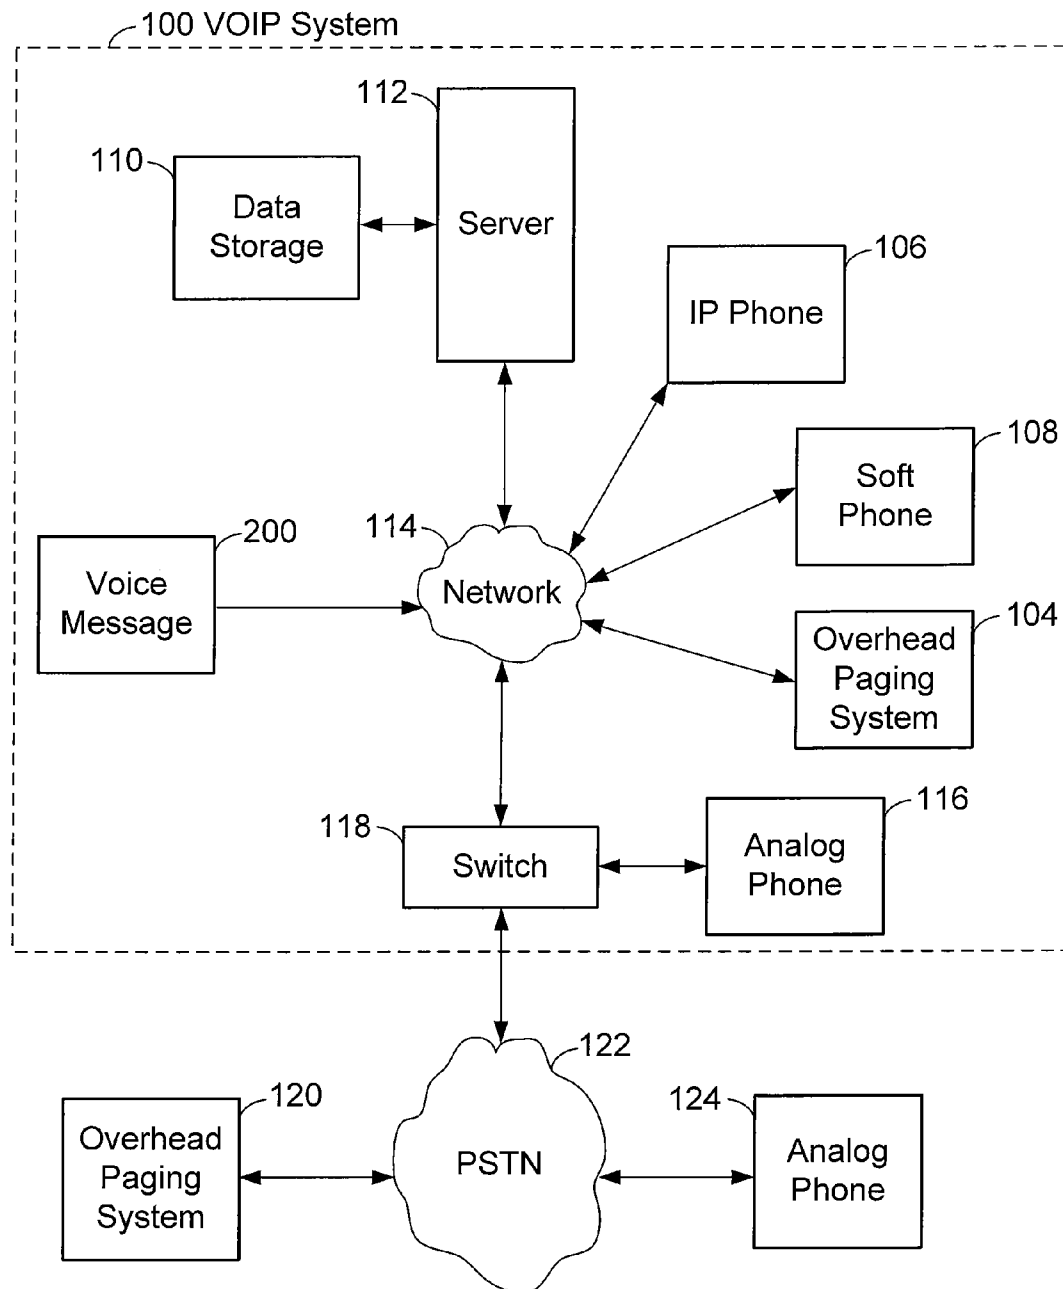 100 VOIP System
112
110
Data
Storage
Server
106
IP Phone
108
Soft
Phone
114
Network
200
Voice
Message
104
Overhead
Paging
System
118
Switch
116
Analog
Phone
122
PSTN
120
Overhead
Paging
System
124
Analog
Phone